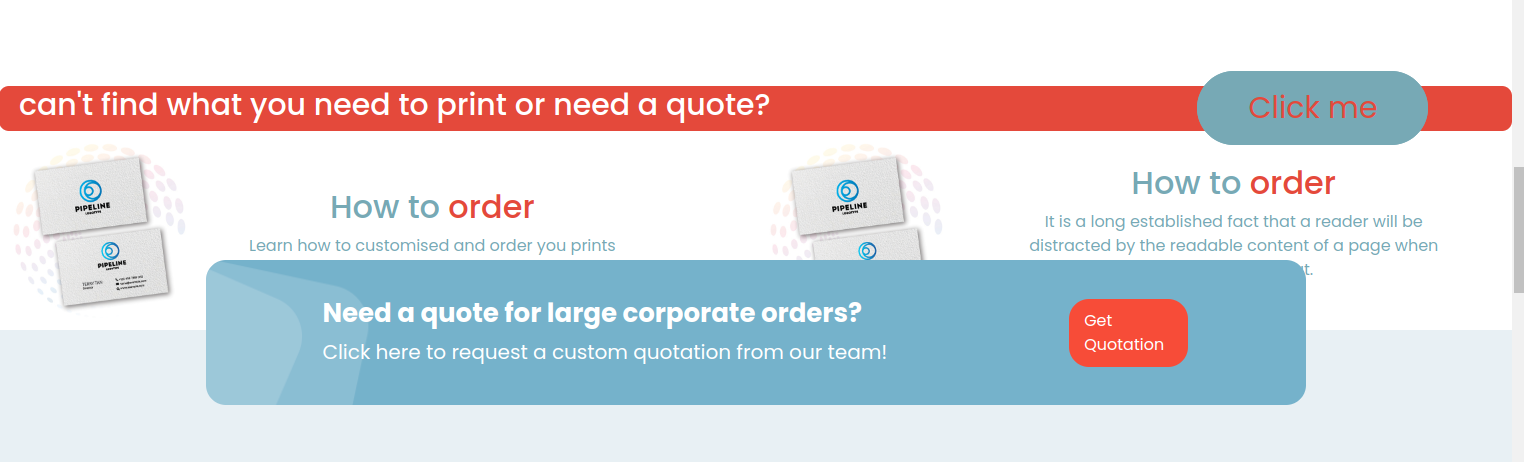 can't find what you need to print or need a quote?
Click me
PIPELINE
PIPELINE
How to order
Learn how to customised and order you prints
PIPELINE
PIPELINE
How to order
It is a long established fact that a reader will be
distracted by the readable content of a page when
Need a quote for large corporate orders?
Click here to request a custom quotation from our team!
Get
Quotation